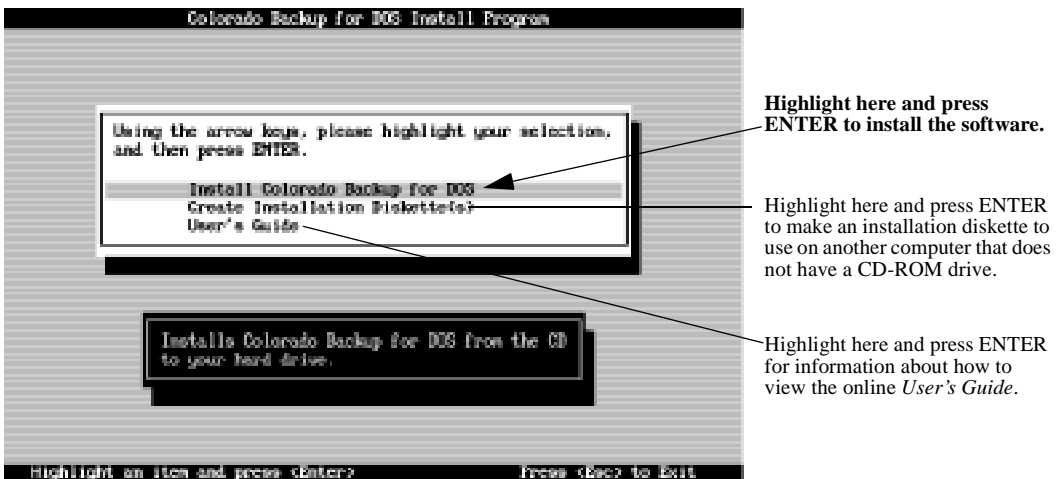 Colorado Backup for DOS Install Program
Using the arrow keys, please highlight your selection,
and then press ENTER.
Install Colorado Backup for DOS
Create Installation Diskette(s)
User's Guide
Installs Colorado Backup for DOS from the CD
to your hard drive.
Highlight an item and press <Enter>
Press <Esc> to Exit
Highlight here and press
ENTER to install the software.
Highlight here and press ENTER
to make an installation diskette to
use on another computer that does
not have a CD-ROM drive.
Highlight here and press ENTER
for information about how to
view the online User's Guide.